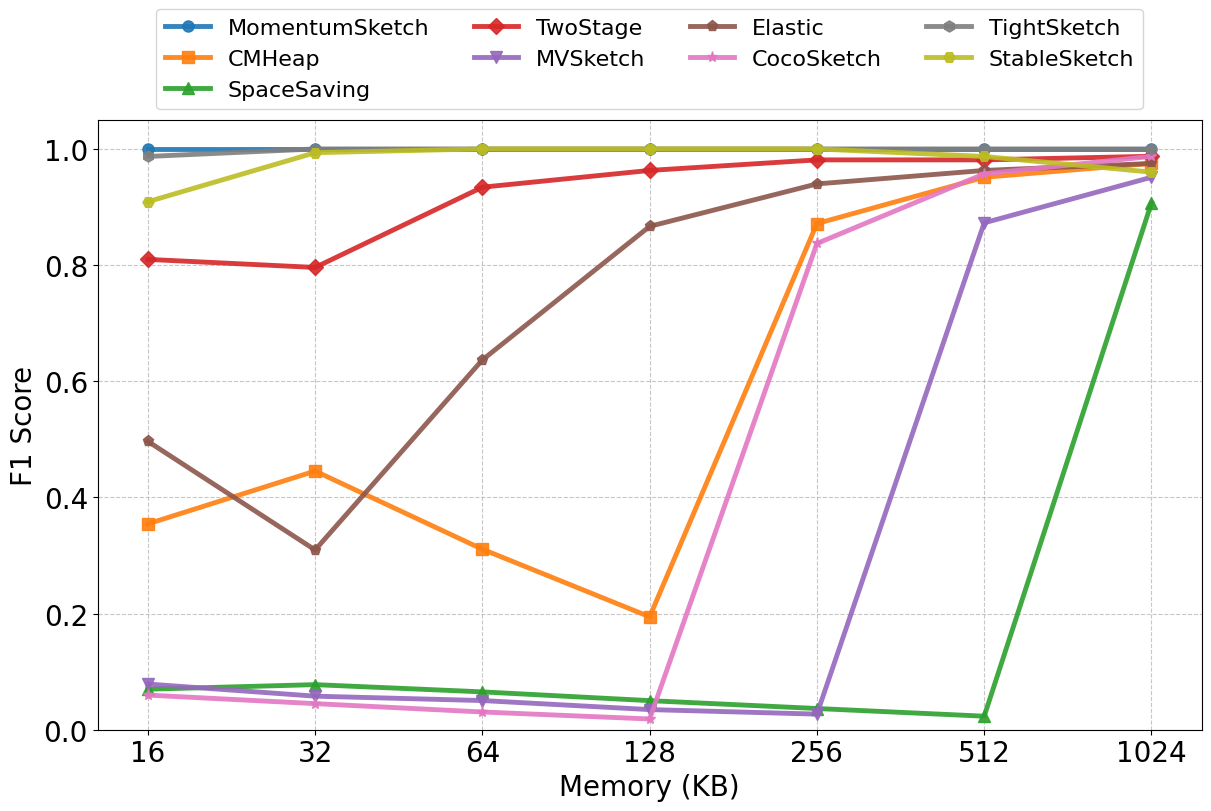 MomentumSketch TwoStage Elastic TightSketch
CMHeap MVSketch CocoSketch StableSketch
SpaceSaving
1.0
0.8
0.6
0.4
0.2
0.0
F1 Score
16 32 64 128 256 512 1024
Memory (KB)